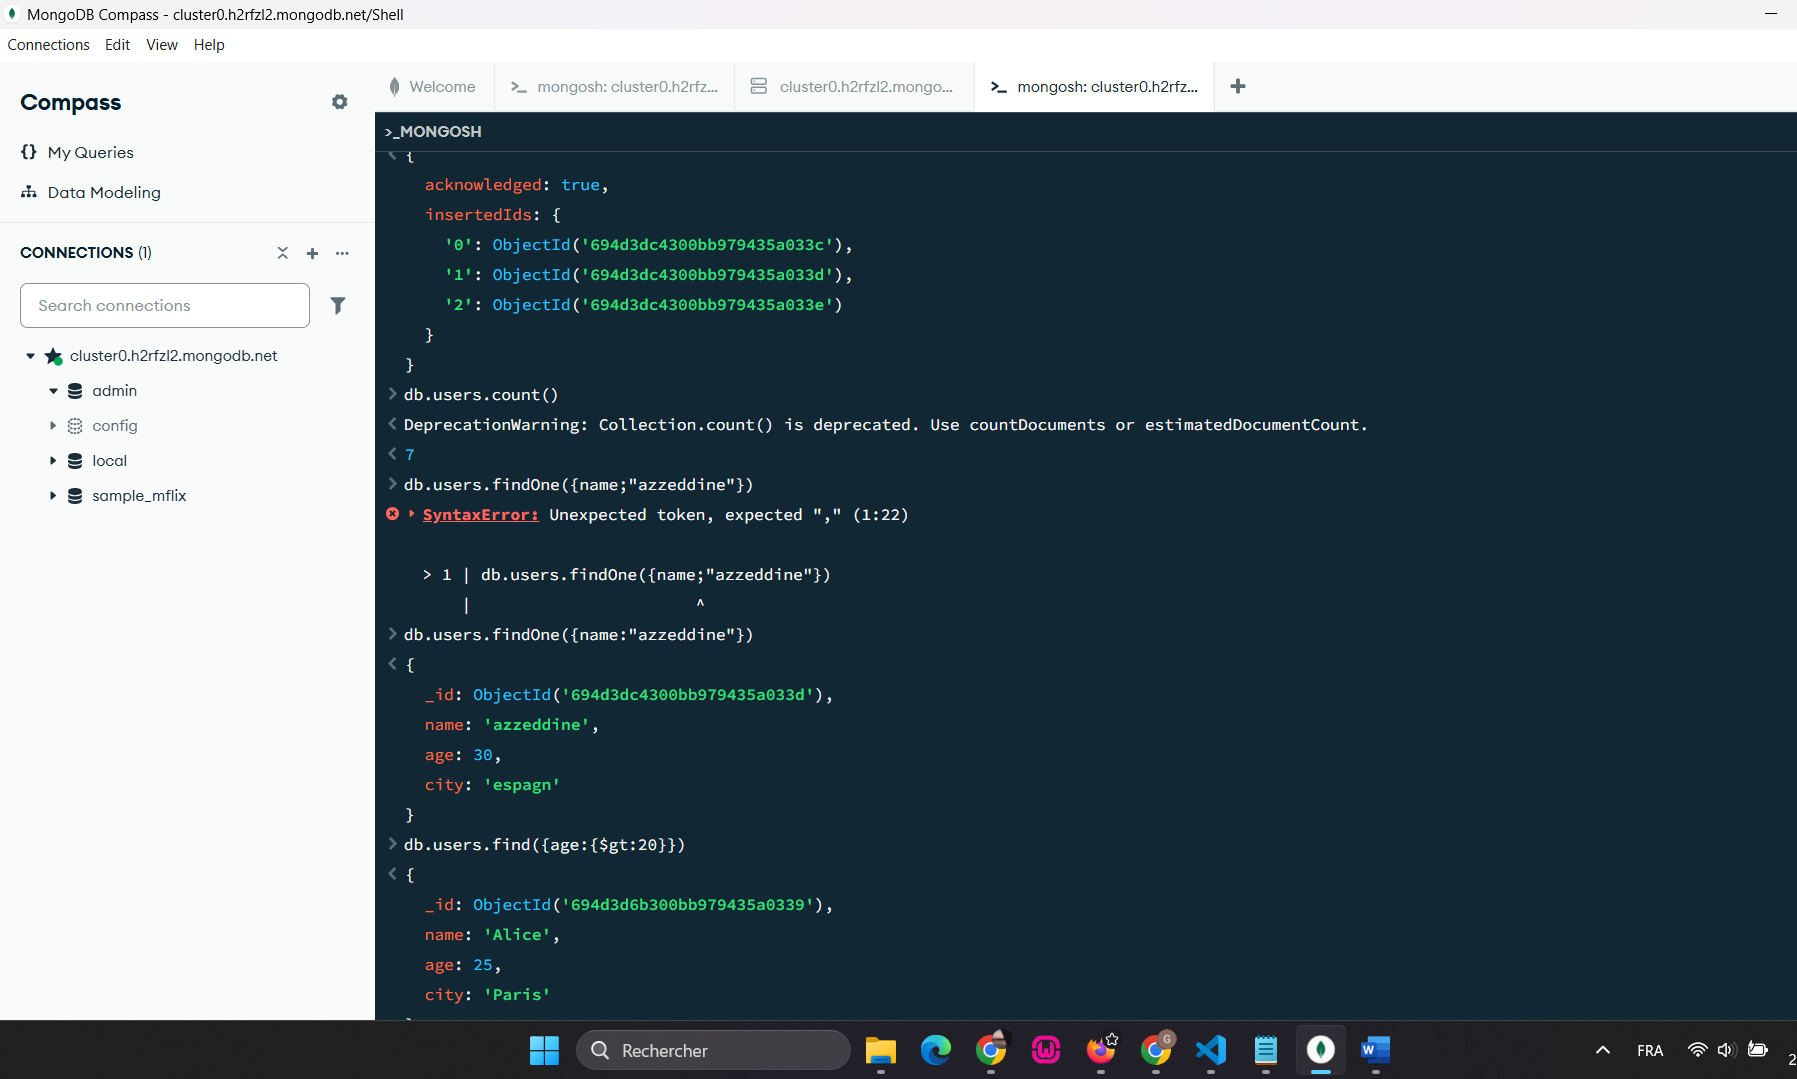 MongoDB Compass - cluster0.h2rfzl2.mongodb.net/Shell
Connections Edit View Help
Compass
My Queries
Data Modeling
CONNECTIONS (1)
Search connections
cluster0.h2rfzl2.mongodb.net
admin
config
local
sample_mflix
Welcome
>_ mongosh: cluster0.h2rfz...
cluster0.h2rfzl2.mongo...
>_ mongosh: cluster0.h2rfz...
>_MONGOSH
< {
acknowledged: true,
insertedIds: {
'0': ObjectId('694d3dc4300bb979435a033c'),
'1': ObjectId('694d3dc4300bb979435a033d'),
'2': ObjectId('694d3dc4300bb979435a033e')
}
}
> db.users.count()
< DeprecationWarning: Collection.count() is deprecated. Use countDocuments or estimatedDocumentCount.
< 7
> db.users.findOne({name;"azzeddine"})
SyntaxError: Unexpected token, expected "," (1:22)
> 1 | db.users.findOne({name;"azzeddine"})
| ^
> db.users.findOne({name:"azzeddine"})
< {
_id: ObjectId('694d3dc4300bb979435a033d'),
name: 'azzeddine',
age: 30,
city: 'espagn'
}
> db.users.find({age:{$gt:20}})
< {
_id: ObjectId('694d3d6b300bb979435a0339'),
name: 'Alice',
age: 25,
city: 'Paris'
Rechercher
G
W
FRA
2